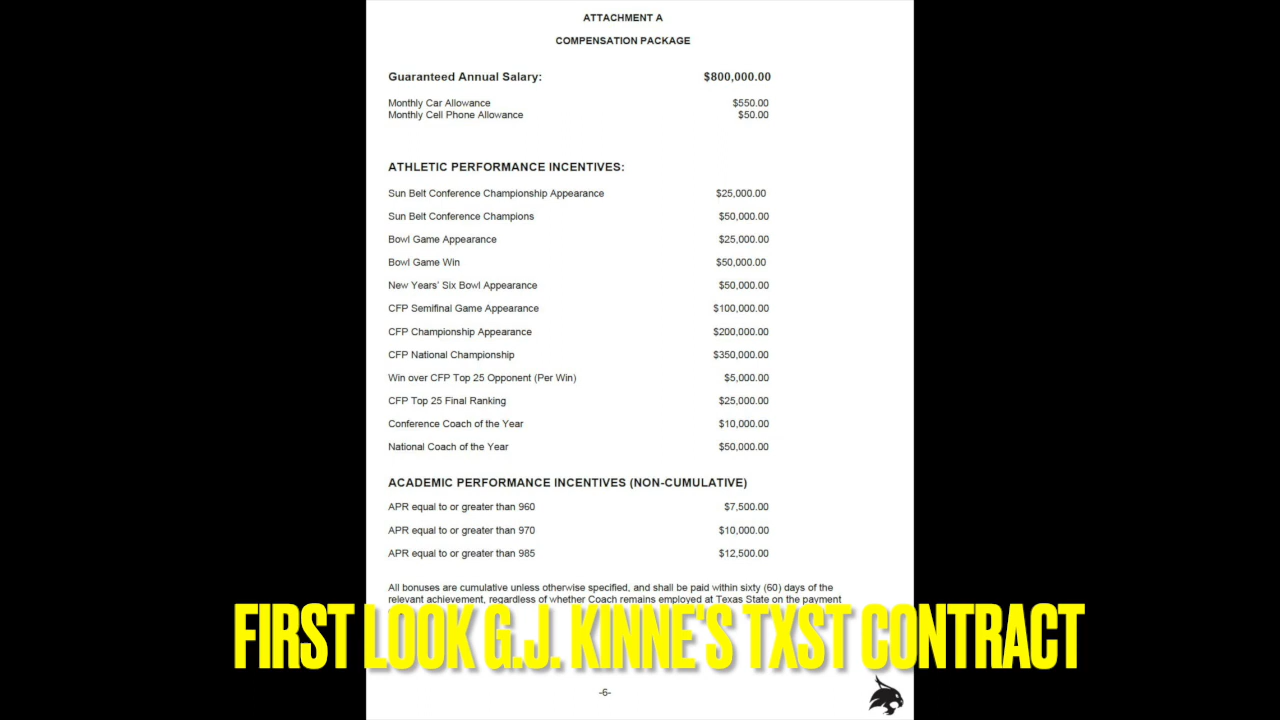 ATTACHMENT A
COMPENSATION PACKAGE
Guaranteed Annual Salary: $800,000.00
Monthly Car Allowance $550.00
Monthly Cell Phone Allowance $50.00
ATHLETIC PERFORMANCE INCENTIVES:
Sun Belt Conference Championship Appearance $25,000.00
Sun Belt Conference Champions $50,000.00
Bowl Game Appearance $25,000.00
Bowl Game Win $50,000.00
New Years' Six Bowl Appearance $50,000.00
CFP Semifinal Game Appearance $100,000.00
CFP Championship Appearance $200,000.00
CFP National Championship $350,000.00
Win over CFP Top 25 Opponent (Per Win) $5,000.00
CFP Top 25 Final Ranking $25,000.00
Conference Coach of the Year $10,000.00
National Coach of the Year $50,000.00
ACADEMIC PERFORMANCE INCENTIVES (NON-CUMULATIVE)
APR equal to or greater than 960 $7,500.00
APR equal to or greater than 970 $10,000.00
APR equal to or greater than 985 $12,500.00
All bonuses are cumulative unless otherwise specified, and shall be paid within sixty (60) days of the
relevant achievement, regardless of whether Coach remains employed at Texas State on the payment
FIRST LOOK G.J. KINNE'S TXST CONTRACT
-6-